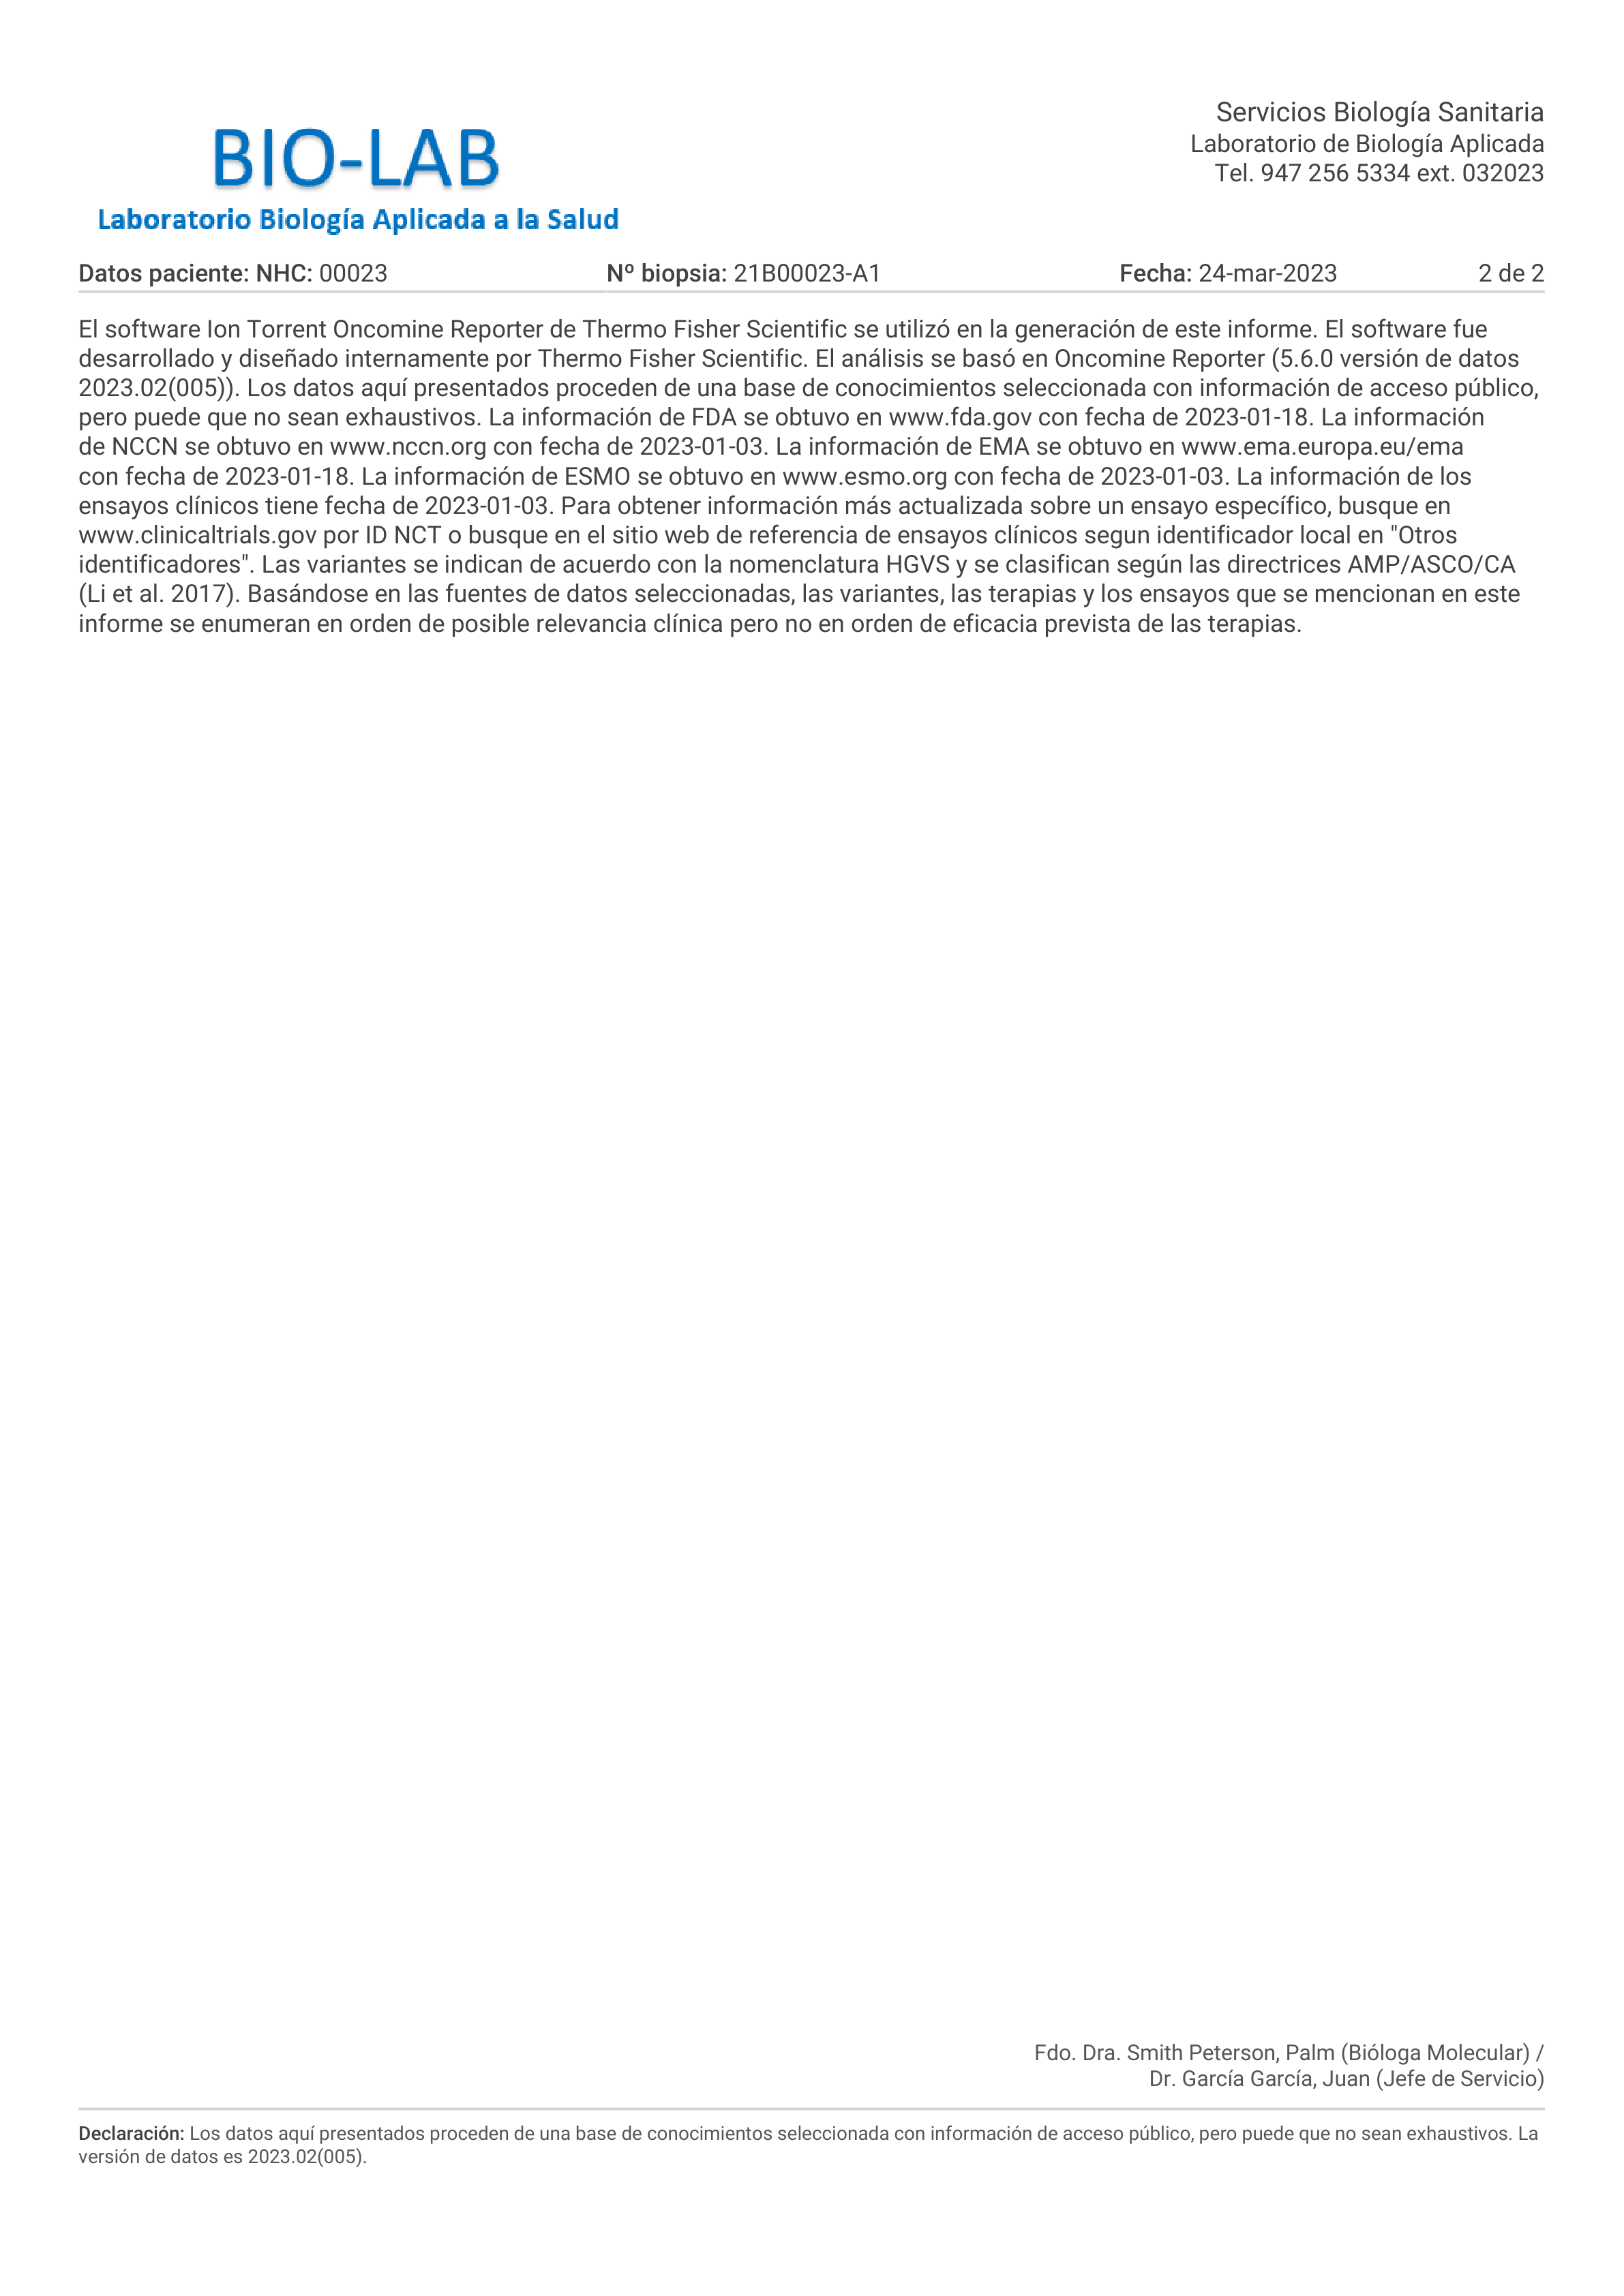 BIO-LAB
Laboratorio Biología Aplicada a la Salud
Servicios Biología Sanitaria
Laboratorio de Biología Aplicada
Tel. 947 256 5334 ext. 032023
Datos paciente: NHC: 00023 Nº biopsia: 21B00023-A1 Fecha: 24-mar-2023 2 de 2
El software Ion Torrent Oncomine Reporter de Thermo Fisher Scientific se utilizó en la generación de este informe. El software fue
desarrollado y diseñado internamente por Thermo Fisher Scientific. El análisis se basó en Oncomine Reporter (5.6.0 versión de datos
2023.02(005)). Los datos aquí presentados proceden de una base de conocimientos seleccionada con información de acceso público,
pero puede que no sean exhaustivos. La información de FDA se obtuvo en www.fda.gov con fecha de 2023-01-18. La información
de NCCN se obtuvo en www.nccn.org con fecha de 2023-01-03. La información de EMA se obtuvo en www.ema.europa.eu/ema
con fecha de 2023-01-18. La información de ESMO se obtuvo en www.esmo.org con fecha de 2023-01-03. La información de los
ensayos clínicos tiene fecha de 2023-01-03. Para obtener información más actualizada sobre un ensayo específico, busque en
www.clinicaltrials.gov por ID NCT o busque en el sitio web de referencia de ensayos clínicos segun identificador local en "Otros
identificadores". Las variantes se indican de acuerdo con la nomenclatura HGVS y se clasifican según las directrices AMP/ASCO/CA
(Li et al. 2017). Basándose en las fuentes de datos seleccionadas, las variantes, las terapias y los ensayos que se mencionan en este
informe se enumeran en orden de posible relevancia clínica pero no en orden de eficacia prevista de las terapias.
Fdo. Dra. Smith Peterson, Palm (Bióloga Molecular) /
Dr. García García, Juan (Jefe de Servicio)
Declaración: Los datos aquí presentados proceden de una base de conocimientos seleccionada con información de acceso público, pero puede que no sean exhaustivos. La
versión de datos es 2023.02(005).